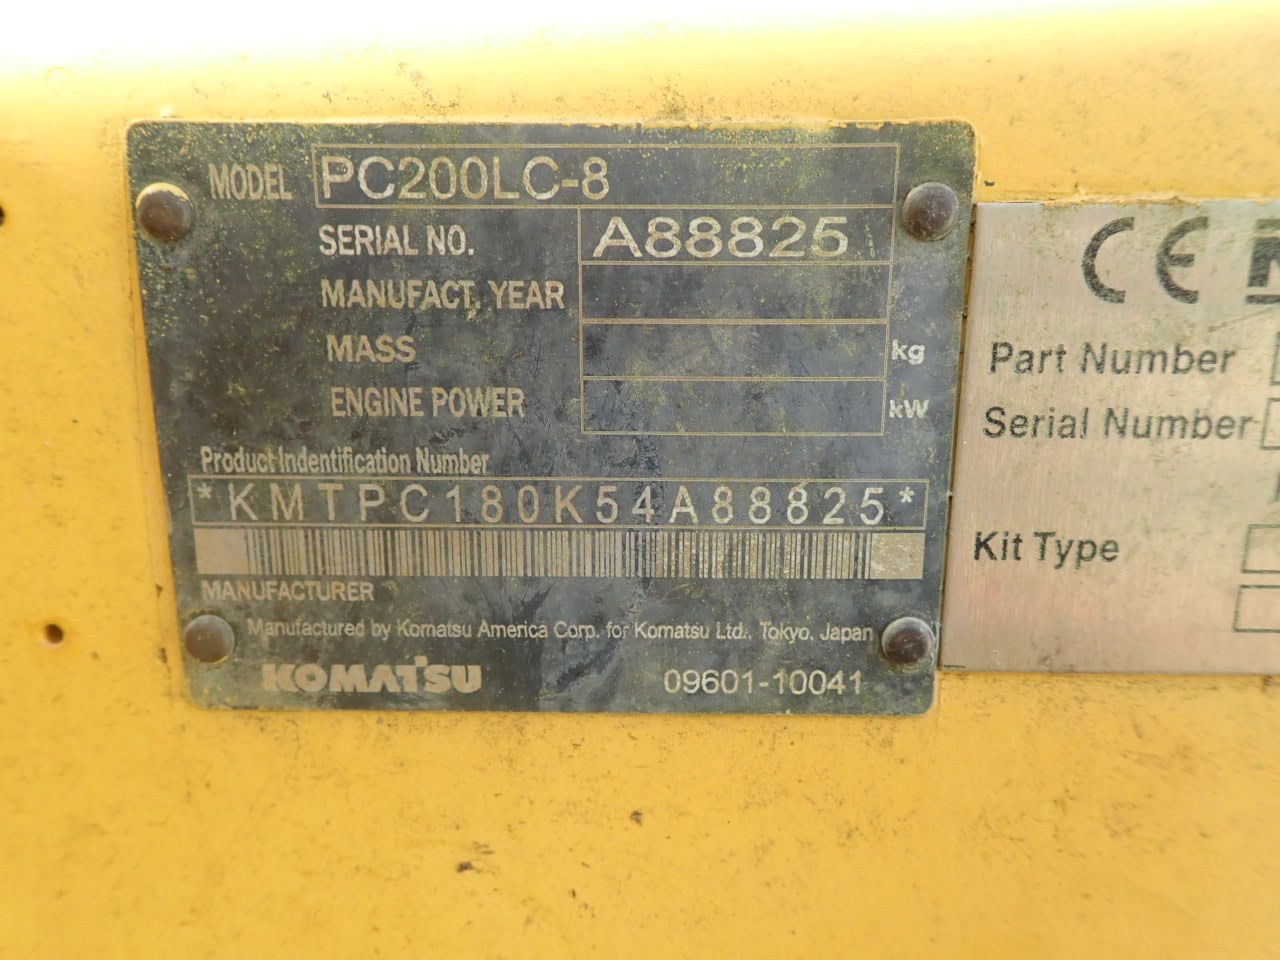 MODEL PC200LC-8
SERIAL NO. A88825
MANUFACT. YEAR
MASS kg
ENGINE POWER kW
Product Indentification Number
*KMTPC180K54A88825*
MANUFACTURER
Manufactured by Komatsu America Corp. for Komatsu Ltd., Tokyo, Japan
KOMATSU 09601-10041
CE
Part Number
Serial Number
Kit Type